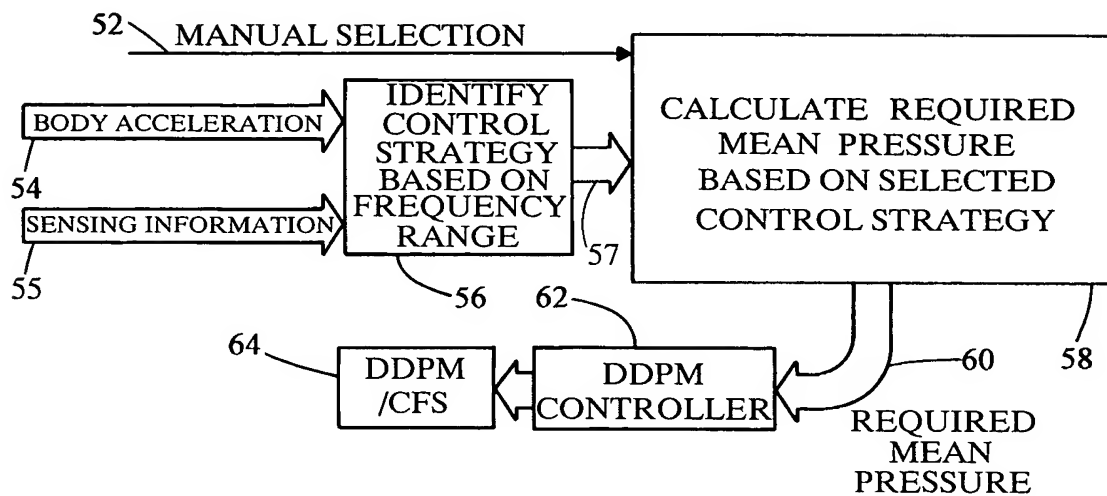 52
MANUAL SELECTION
BODY ACCELERATION
54
SENSING INFORMATION
55
IDENTIFY
CONTROL
STRATEGY
BASED ON
FREQUENCY
RANGE
56
57
CALCULATE REQUIRED
MEAN PRESSURE
BASED ON SELECTED
CONTROL STRATEGY
58
60
REQUIRED
MEAN
PRESSURE
62
DDPM
CONTROLLER
64
DDPM
/CFS